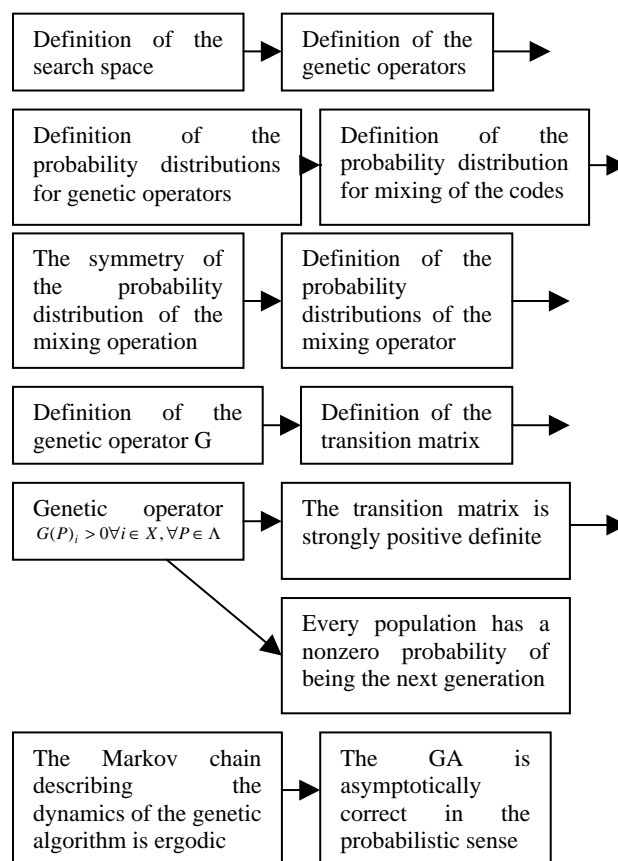 Definition of the
search space
Definition of the
genetic operators
Definition of the
probability distributions
for genetic operators
Definition of the
probability distribution
for mixing of the codes
The symmetry of
the probability
distribution of the
mixing operation
Definition of the
probability
distributions of the
mixing operator
Definition of the
genetic operator G
Definition of the
transition matrix
Genetic operator
G(P)ᵢ > 0∀i ∈ X, ∀P ∈ Λ
The transition matrix is
strongly positive definite
Every population has a
nonzero probability of
being the next generation
The Markov chain
describing the
dynamics of the genetic
algorithm is ergodic
The GA is
asymptotically
correct in the
probabilistic sense